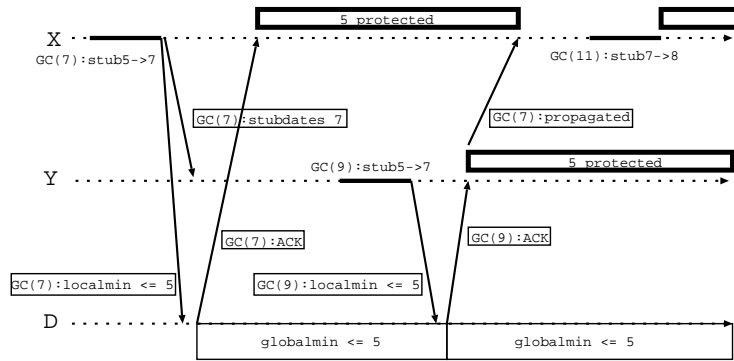 5 protected
X
GC(7):stub5->7
GC(11):stub7->8
GC(7):stubdates 7
GC(7):propagated
GC(9):stub5->7
5 protected
Y
GC(7):ACK
GC(9):ACK
GC(7):localmin <= 5
GC(9):localmin <= 5
D
globalmin <= 5
globalmin <= 5